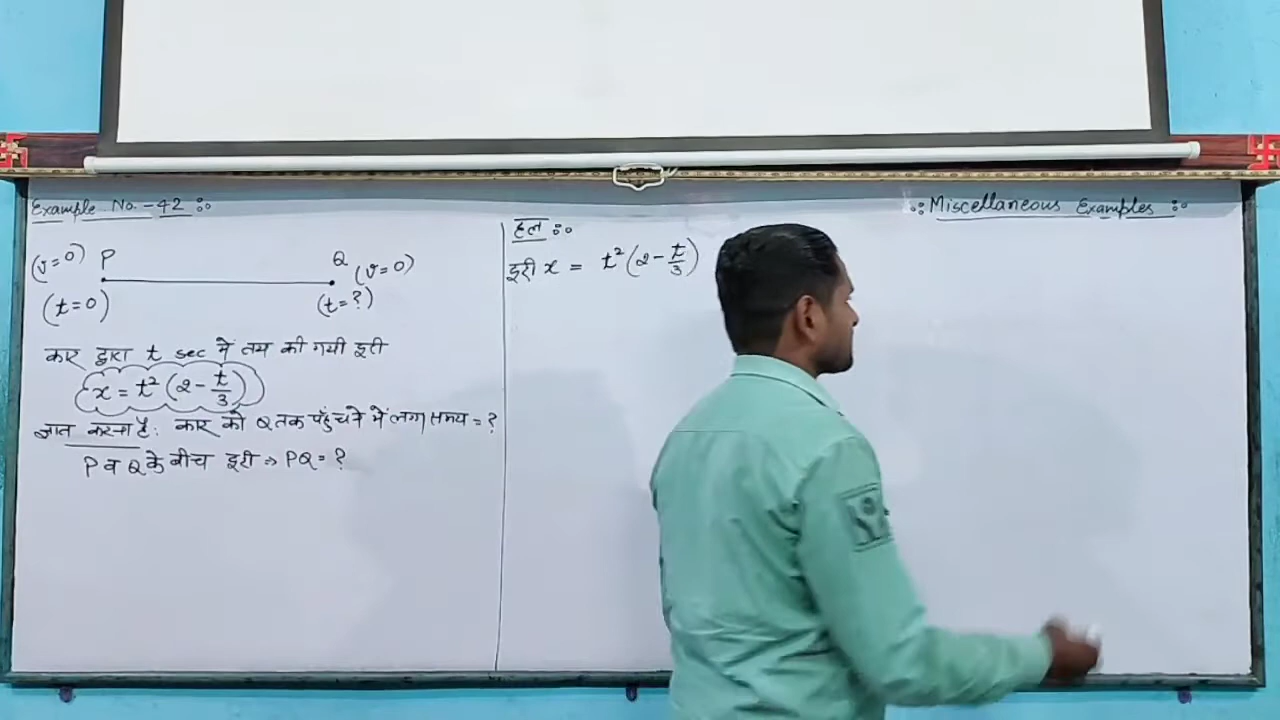 Example No. - 42 :
(v=0) P Q (v=0)
(t=0) (t=?)
कार द्वारा t sec में तय की गयी दूरी
x = t²(2 - t/3)
ज्ञात करना है: कार को Q तक पहुंचने में लगा समय = ?
P व Q के बीच दूरी ⇒ PQ = ?
हल :
दूरी x = t²(2 - t/3)
: Miscellaneous Examples :